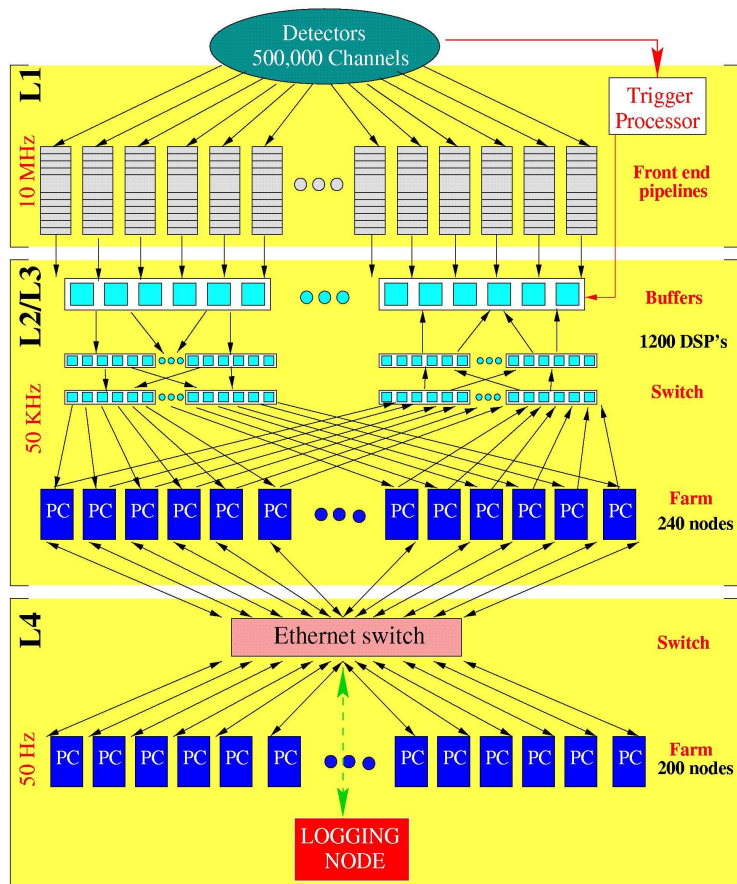 Detectors
500,000 Channels
L1
10 MHz
Trigger
Processor
Front end
pipelines
L2/L3
50 KHz
Buffers
1200 DSP's
Switch
PC PC PC PC PC PC PC PC PC PC PC PC
Farm
240 nodes
L4
50 Hz
Ethernet switch
Switch
PC PC PC PC PC PC PC PC PC PC PC PC
Farm
200 nodes
LOGGING
NODE